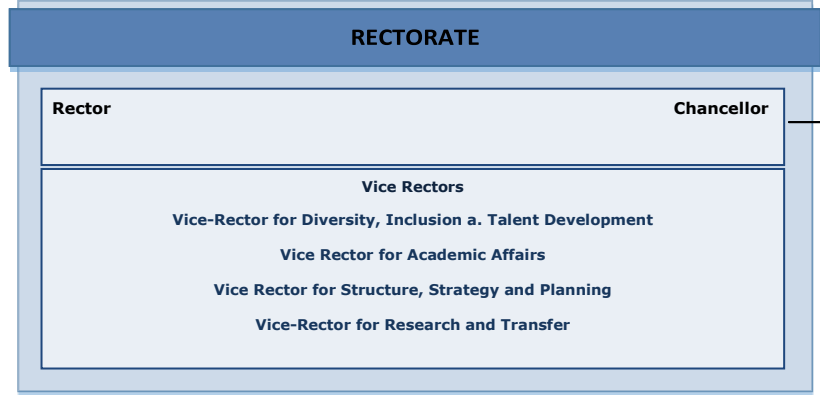 RECTORATE
Rector Chancellor
Vice Rectors
Vice-Rector for Diversity, Inclusion a. Talent Development
Vice Rector for Academic Affairs
Vice Rector for Structure, Strategy and Planning
Vice-Rector for Research and Transfer